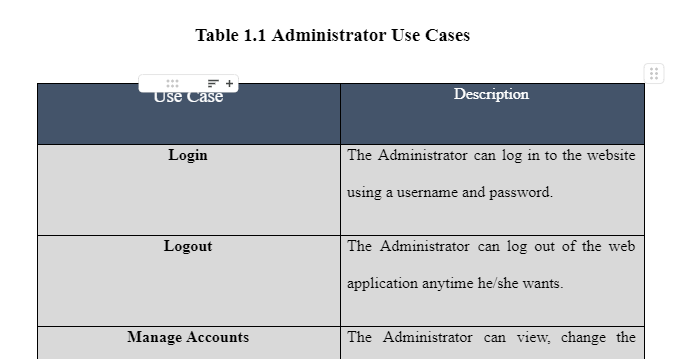 Table 1.1 Administrator Use Cases
Use Case
Description
Login
The Administrator can log in to the website
using a username and password.
Logout
The Administrator can log out of the web
application anytime he/she wants.
Manage Accounts
The Administrator can view, change the